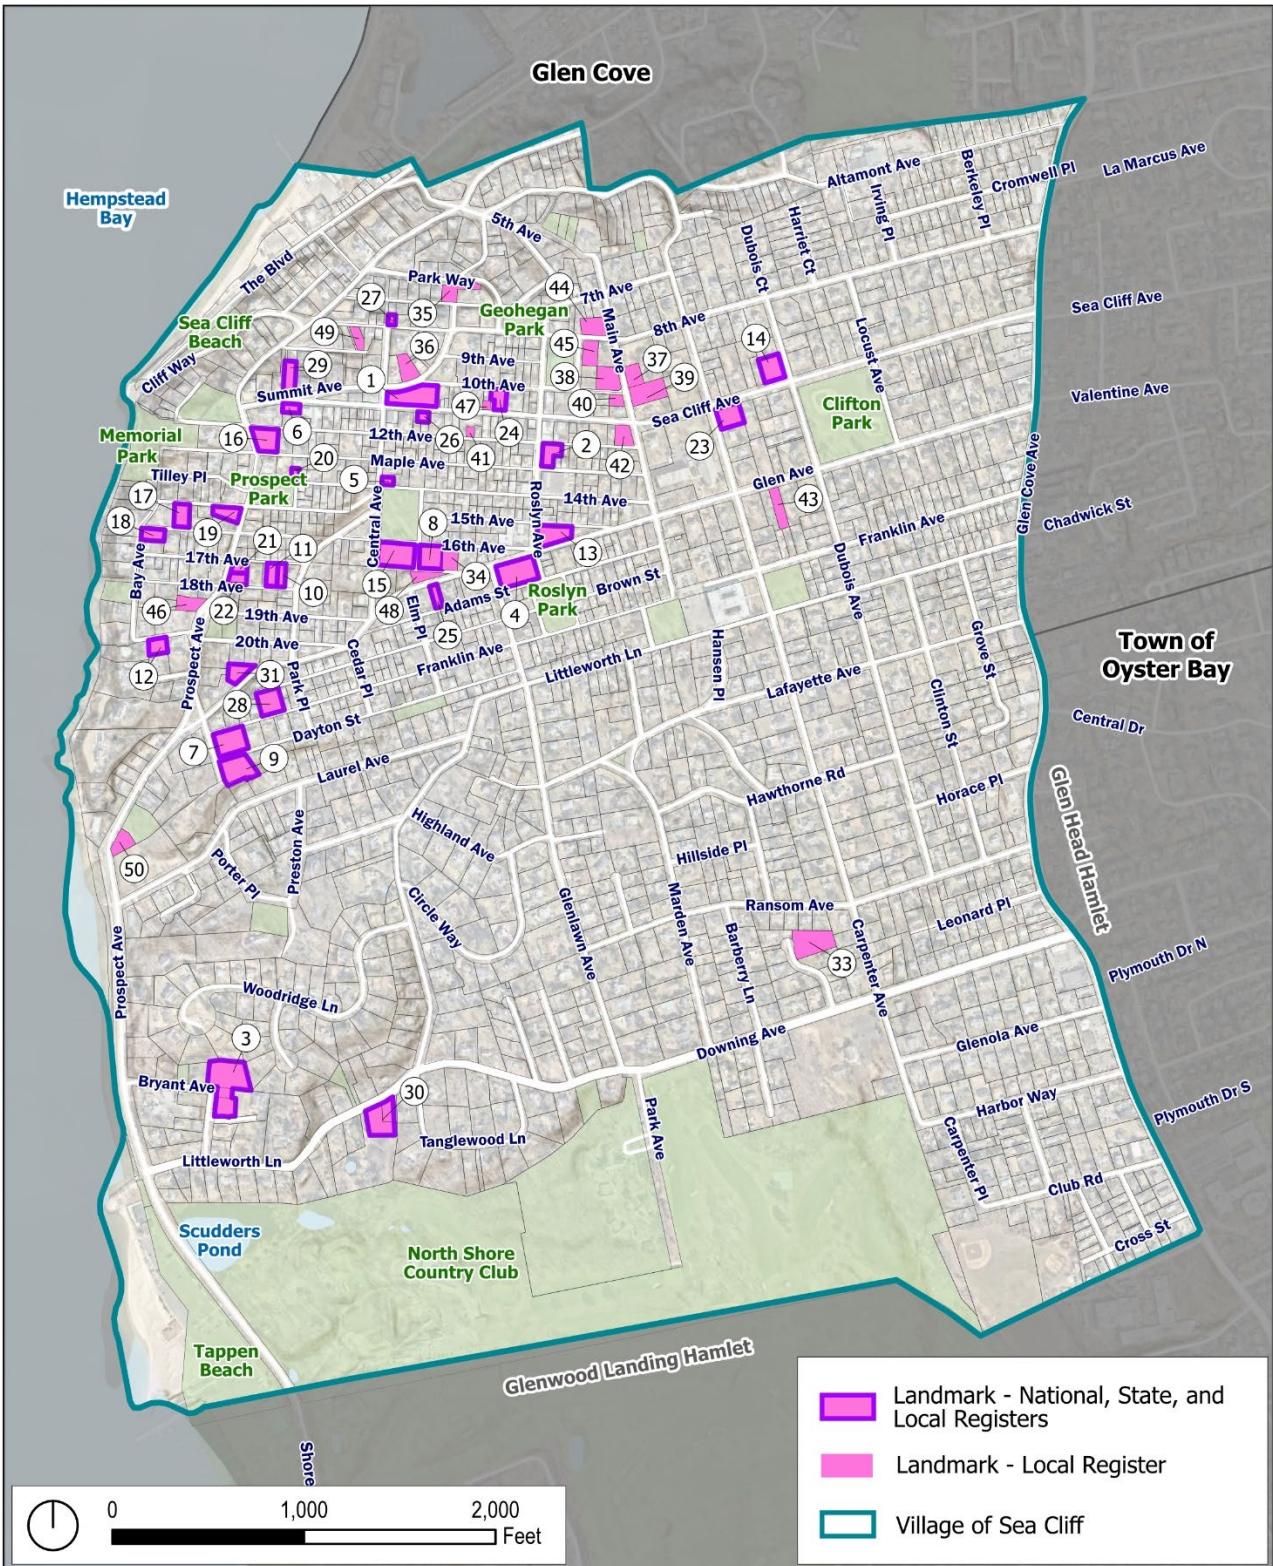 Glen Cove
Hempstead
Bay
Altamont Ave
Irving Pl
Berkeley Pl
Cromwell Pl
La Marcus Ave
5th Ave
Harriet Ct
Dubois Ct
The Blvd
Park Way
27
35
44
7th Ave
Geohegan
Park
Main Ave
8th Ave
Sea Cliff Ave
Sea Cliff
Beach
49
36
45
37
14
Locust Ave
Cliff Way
29
1
9th Ave
38
39
Summit Ave
10th Ave
47
40
Sea Cliff Ave
Clifton
Park
Valentine Ave
Memorial
Park
16
6
12th Ave
26
24
2
23
20
41
42
Tilley Pl
Prospect
Park
5
Maple Ave
Glen Ave
17
14th Ave
43
18
19
Central Ave
8
15th Ave
Roslyn Ave
Franklin Ave
Glen Cove Ave
Chadwick St
21
11
16th Ave
13
Bay Ave
17th Ave
18th Ave
10
15
34
Dubois Ave
46
22
19th Ave
48
Elm Pl
Adams St
4
Roslyn
Park
Brown St
20th Ave
25
12
Prospect Ave
31
Park Pl
Cedar Pl
Franklin Ave
Littleworth Ln
Hansen Pl
Grove St
Town of
Oyster Bay
28
Lafayette Ave
Clinton St
7
9
Dayton St
Central Dr
Laurel Ave
Hawthorne Rd
Horace Pl
Glen Head Hamlet
50
Porter Pl
Preston Ave
Highland Ave
Hillside Pl
Circle Way
Glenlawn Ave
Marden Ave
Ransom Ave
Leonard Pl
Barberry Ln
33
Carpenter Ave
Plymouth Dr N
Prospect Ave
Woodridge Ln
3
Downing Ave
Glenola Ave
Bryant Ave
30
Park Ave
Harbor Way
Plymouth Dr S
Tanglewood Ln
Carpenter Pl
Littleworth Ln
Club Rd
Scudders
Pond
North Shore
Country Club
Cross St
Tappen
Beach
Glenwood Landing Hamlet
Shore
Landmark - National, State, and
Local Registers
Landmark - Local Register
Village of Sea Cliff
0 1,000 2,000
Feet